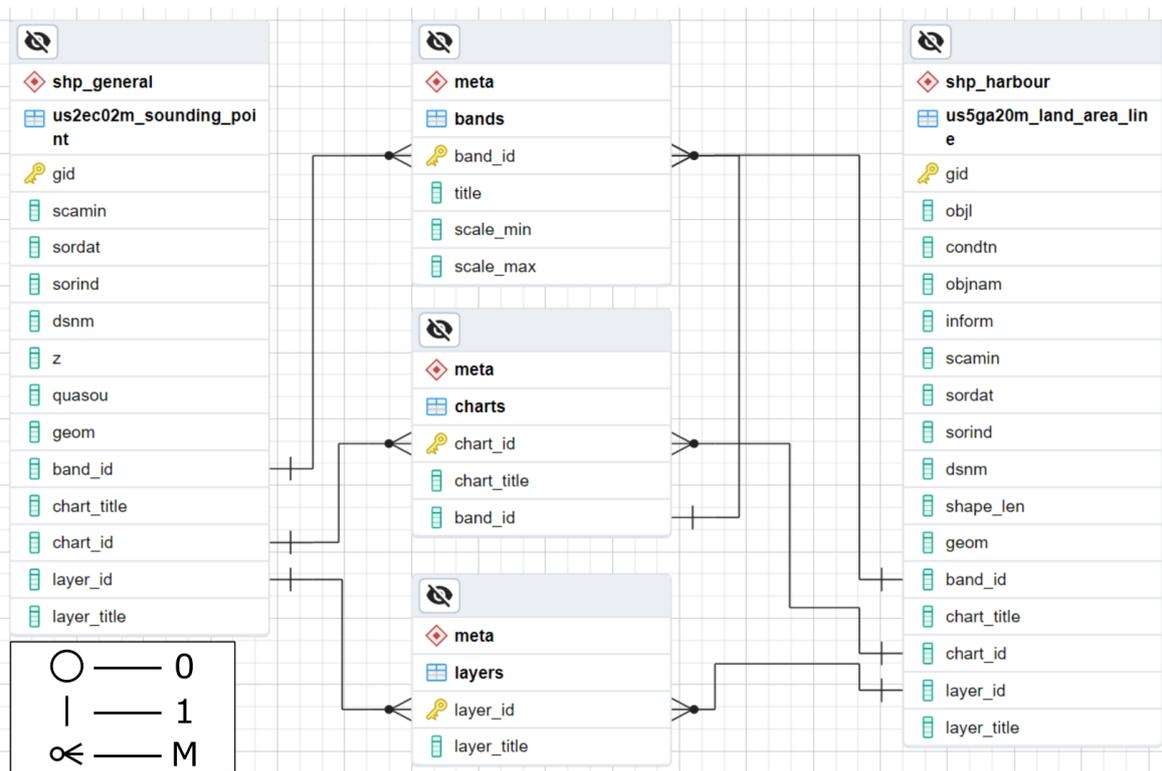 shp_general
us2ec02m_sounding_poi
nt
gid
scamin
sordat
sorind
dsnm
z
quasou
geom
band_id
chart_title
chart_id
layer_id
layer_title
0
1
M
meta
bands
band_id
title
scale_min
scale_max
meta
charts
chart_id
chart_title
band_id
meta
layers
layer_id
layer_title
shp_harbour
us5ga20m_land_area_lin
e
gid
objl
condtn
objnam
inform
scamin
sordat
sorind
dsnm
shape_len
geom
band_id
chart_title
chart_id
layer_id
layer_title